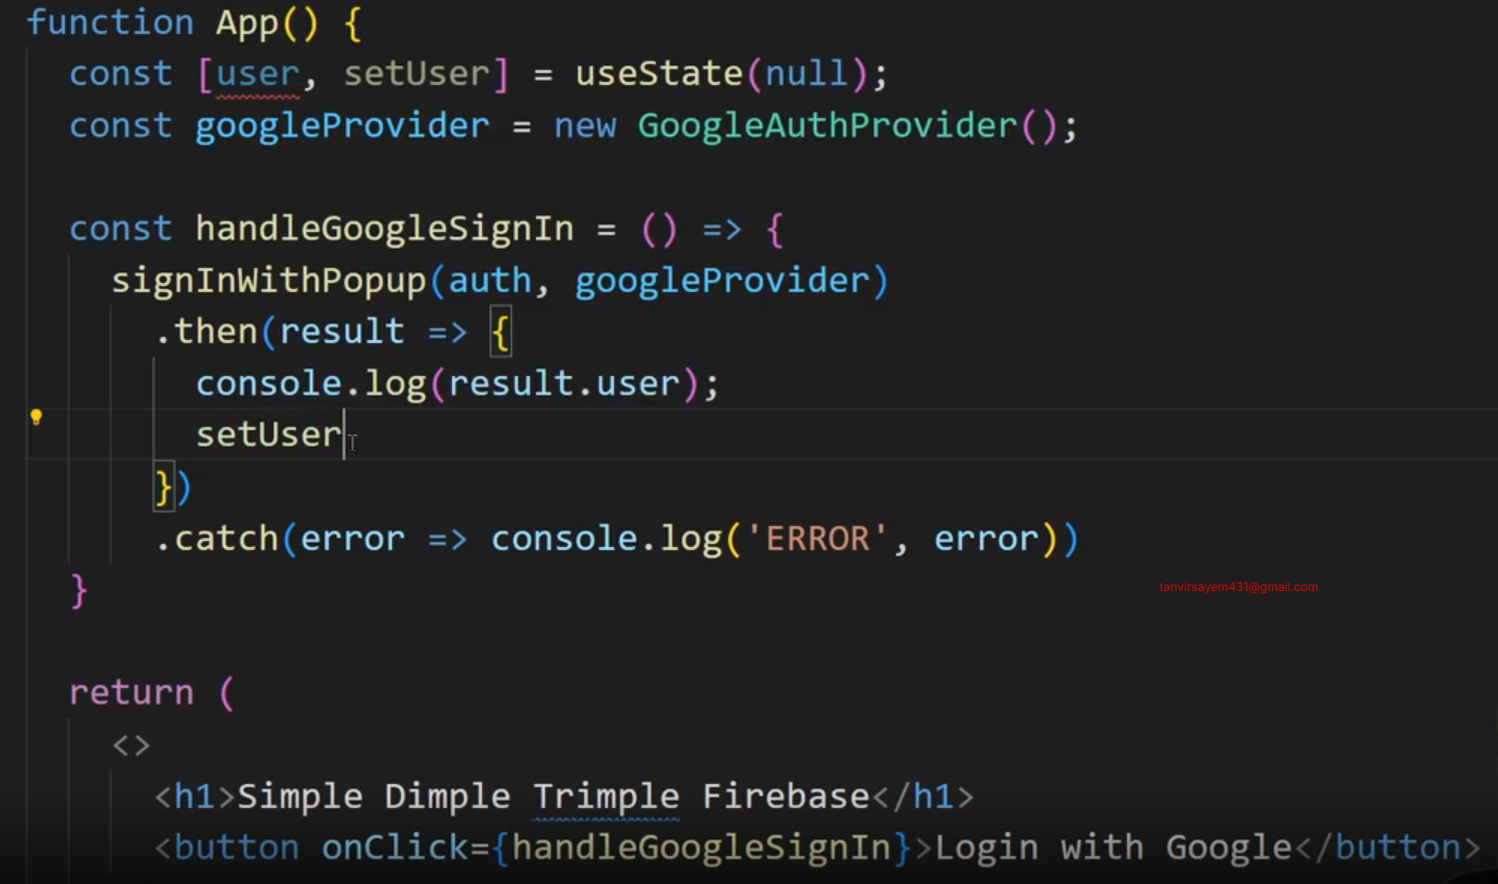 function App() {
const [user, setUser] = useState(null);
const googleProvider = new GoogleAuthProvider();
const handleGoogleSignIn = () => {
signInWithPopup(auth, googleProvider)
.then(result => {
console.log(result.user);
setUser
})
.catch(error => console.log('ERROR', error))
}
tanvirsayem431@gmail.com
return (
<>
<h1>Simple Dimple Trimple Firebase</h1>
<button onClick={handleGoogleSignIn}>Login with Google</button>